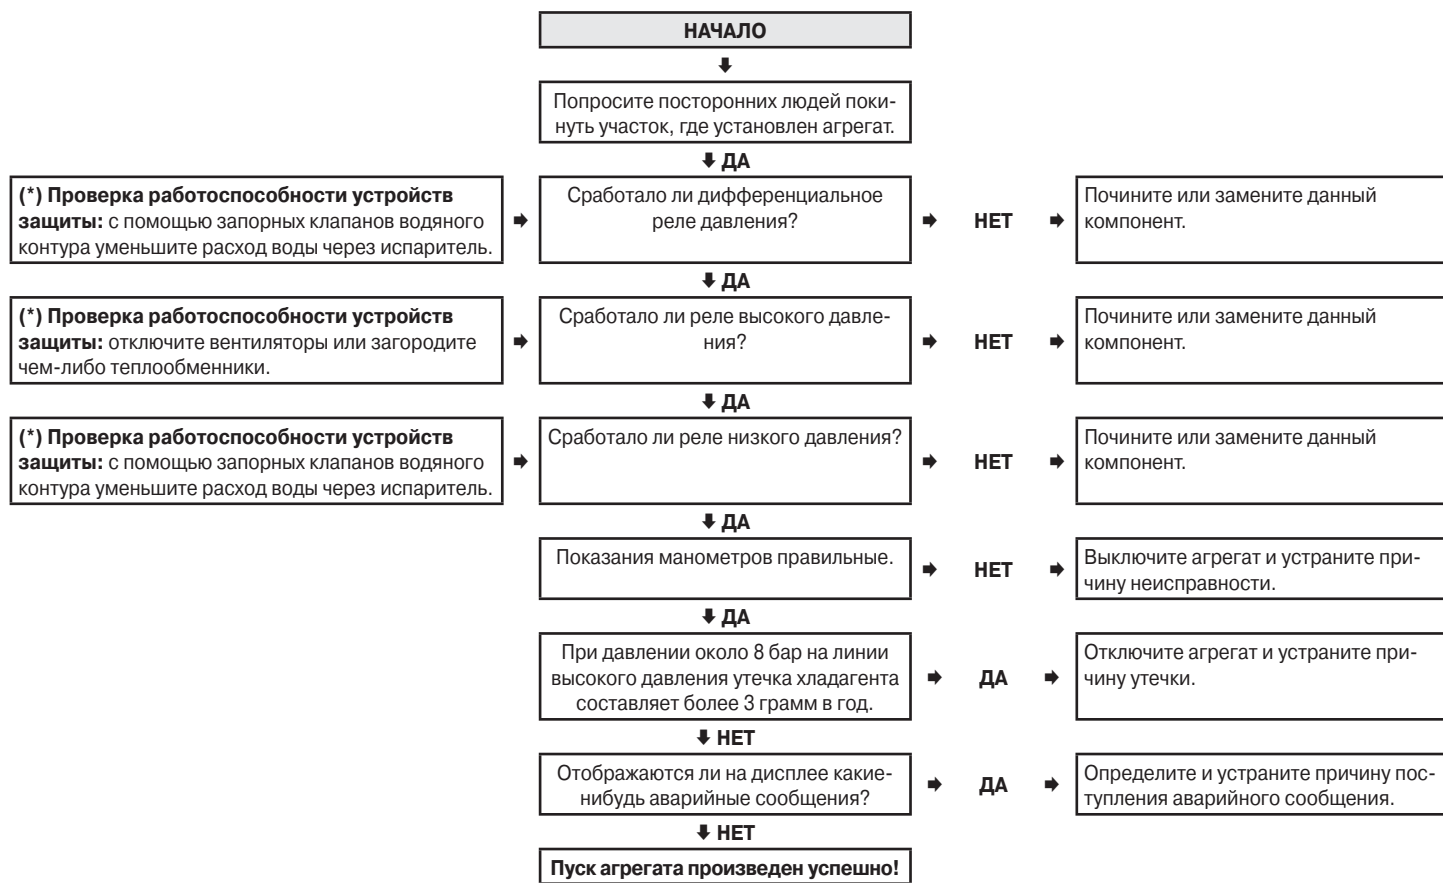 НАЧАЛО
Попросите посторонних людей поки-
нуть участок, где установлен агрегат.
ДА
(*) Проверка работоспособности устройств
защиты: с помощью запорных клапанов водяного
контура уменьшите расход воды через испаритель.
Сработало ли дифференциальное
реле давления?
НЕТ
Почините или замените данный
компонент.
ДА
(*) Проверка работоспособности устройств
защиты: отключите вентиляторы или загородите
чем-либо теплообменники.
Сработало ли реле высокого давле-
ния?
НЕТ
Почините или замените данный
компонент.
ДА
(*) Проверка работоспособности устройств
защиты: с помощью запорных клапанов водяного
контура уменьшите расход воды через испаритель.
Сработало ли реле низкого давления?
НЕТ
Почините или замените данный
компонент.
ДА
Показания манометров правильные.
НЕТ
Выключите агрегат и устраните при-
чину неисправности.
ДА
При давлении около 8 бар на линии
высокого давления утечка хладагента
составляет более 3 грамм в год.
ДА
Отключите агрегат и устраните при-
чину утечки.
НЕТ
Отображаются ли на дисплее какие-
нибудь аварийные сообщения?
ДА
Определите и устраните причину пос-
тупления аварийного сообщения.
НЕТ
Пуск агрегата произведен успешно!